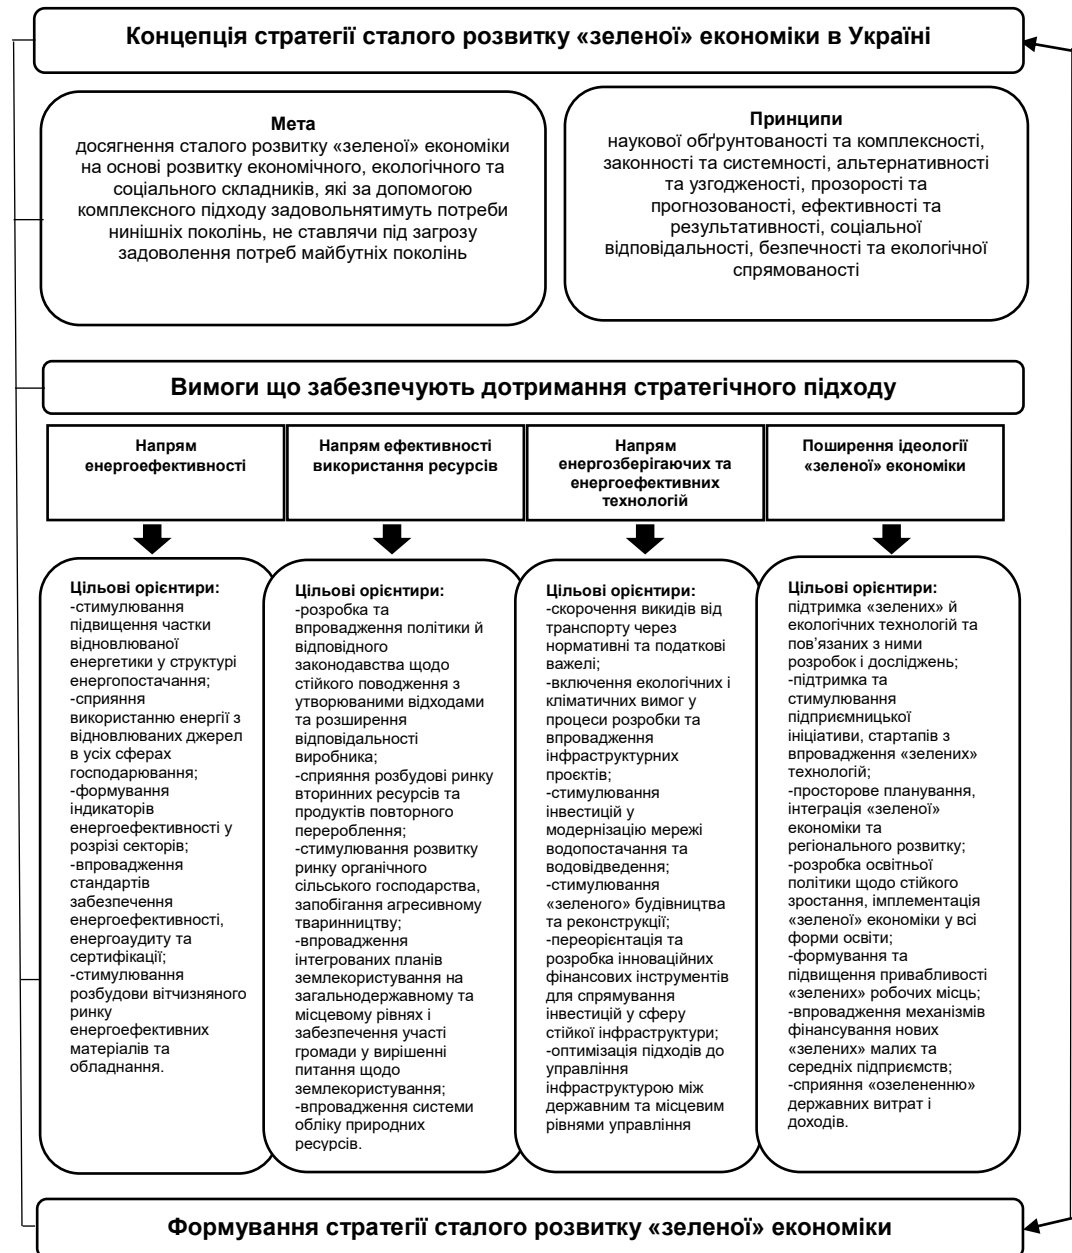 Концепція стратегії сталого розвитку «зеленої» економіки в Україні
Мета
досягнення сталого розвитку «зеленої» економіки
на основі розвитку економічного, екологічного та
соціального складників, які за допомогою
комплексного підходу задовольнятимуть потреби
нинішніх поколінь, не ставлячи під загрозу
задоволення потреб майбутніх поколінь
Принципи
наукової обґрунтованості та комплексності,
законності та системності, альтернативності
та узгодженості, прозорості та
прогнозованості, ефективності та
результативності, соціальної
відповідальності, безпечності та екологічної
спрямованості
Вимоги що забезпечують дотримання стратегічного підходу
Напрям
енергоефективності
Напрям ефективності
використання ресурсів
Напрям
енергозберігаючих та
енергоефективних
технологій
Поширення ідеології
«зеленої» економіки
Цільові орієнтири:
-стимулювання
підвищення частки
відновлюваної
енергетики у структурі
енергопостачання;
-сприяння
використанню енергії з
відновлюваних джерел
в усіх сферах
господарювання;
-формування
індикаторів
енергоефективності у
розрізі секторів;
-впровадження
стандартів
забезпечення
енергоефективності,
енергоаудиту та
сертифікації;
-стимулювання
розбудови вітчизняного
ринку
енергоефективних
матеріалів та
обладнання.
Цільові орієнтири:
-розробка та
впровадження політики й
відповідного
законодавства щодо
стійкого поводження з
утворюваними відходами
та розширення
відповідальності
виробника;
-сприяння розбудові ринку
вторинних ресурсів та
продуктів повторного
перероблення;
-стимулювання розвитку
ринку органічного
сільського господарства,
запобігання агресивному
тваринництву;
-впровадження
інтегрованих планів
землекористування на
загальнодержавному та
місцевому рівнях і
забезпечення участі
громади у вирішенні
питання щодо
землекористування;
-впровадження системи
обліку природних
ресурсів.
Цільові орієнтири:
-скорочення викидів від
транспорту через
нормативні та податкові
важелі;
-включення екологічних і
кліматичних вимог у
процеси розробки та
впровадження
інфраструктурних
проєктів;
-стимулювання
інвестицій у
модернізацію мережі
водопостачання та
водовідведення;
-стимулювання
«зеленого» будівництва
та реконструкції;
-переорієнтація та
розробка інноваційних
фінансових інструментів
для спрямування
інвестицій у сферу
стійкої інфраструктури;
-оптимізація підходів до
управління
інфраструктурою між
державним та місцевим
рівнями управління
Цільові орієнтири:
підтримка «зелених» й
екологічних технологій та
пов’язаних з ними
розробок і досліджень;
-підтримка та
стимулювання
підприємницької
ініціативи, стартапів з
впровадження «зелених»
технологій;
-просторове планування,
інтеграція «зеленої»
економіки та
регіонального розвитку;
-розробка освітньої
політики щодо стійкого
зростання, імплементація
«зеленої» економіки у всі
форми освіти;
-формування та
підвищення привабливості
«зелених» робочих місць;
-впровадження механізмів
фінансування нових
«зелених» малих та
середніх підприємств;
-сприяння «озелененню»
державних витрат і
доходів.
Формування стратегії сталого розвитку «зеленої» економіки